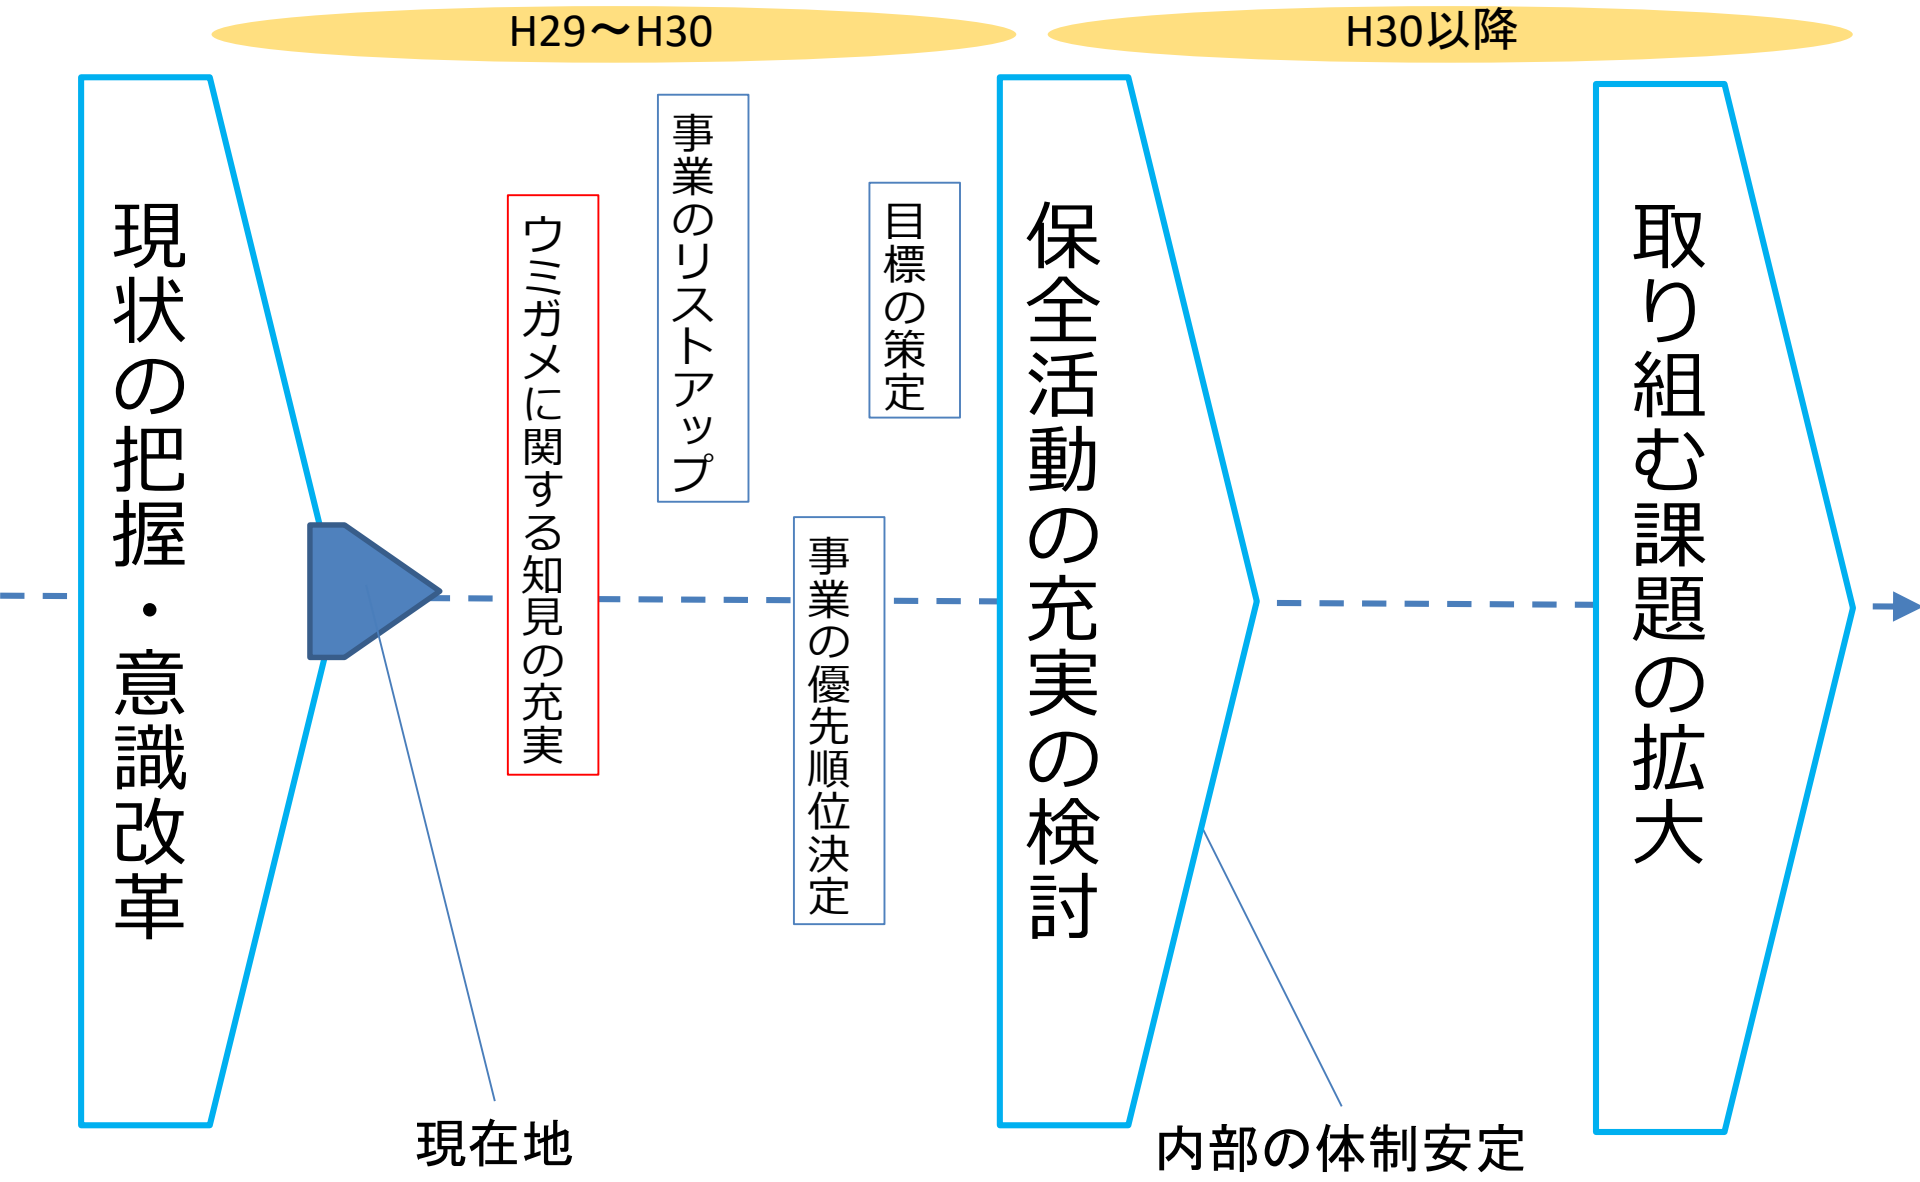 H29～H30
H30以降
現状の把握・意識改革
ウミガメに関する知見の充実
事業のリストアップ
事業の優先順位決定
目標の策定
保全活動の充実の検討
取り組む課題の拡大
現在地
内部の体制安定